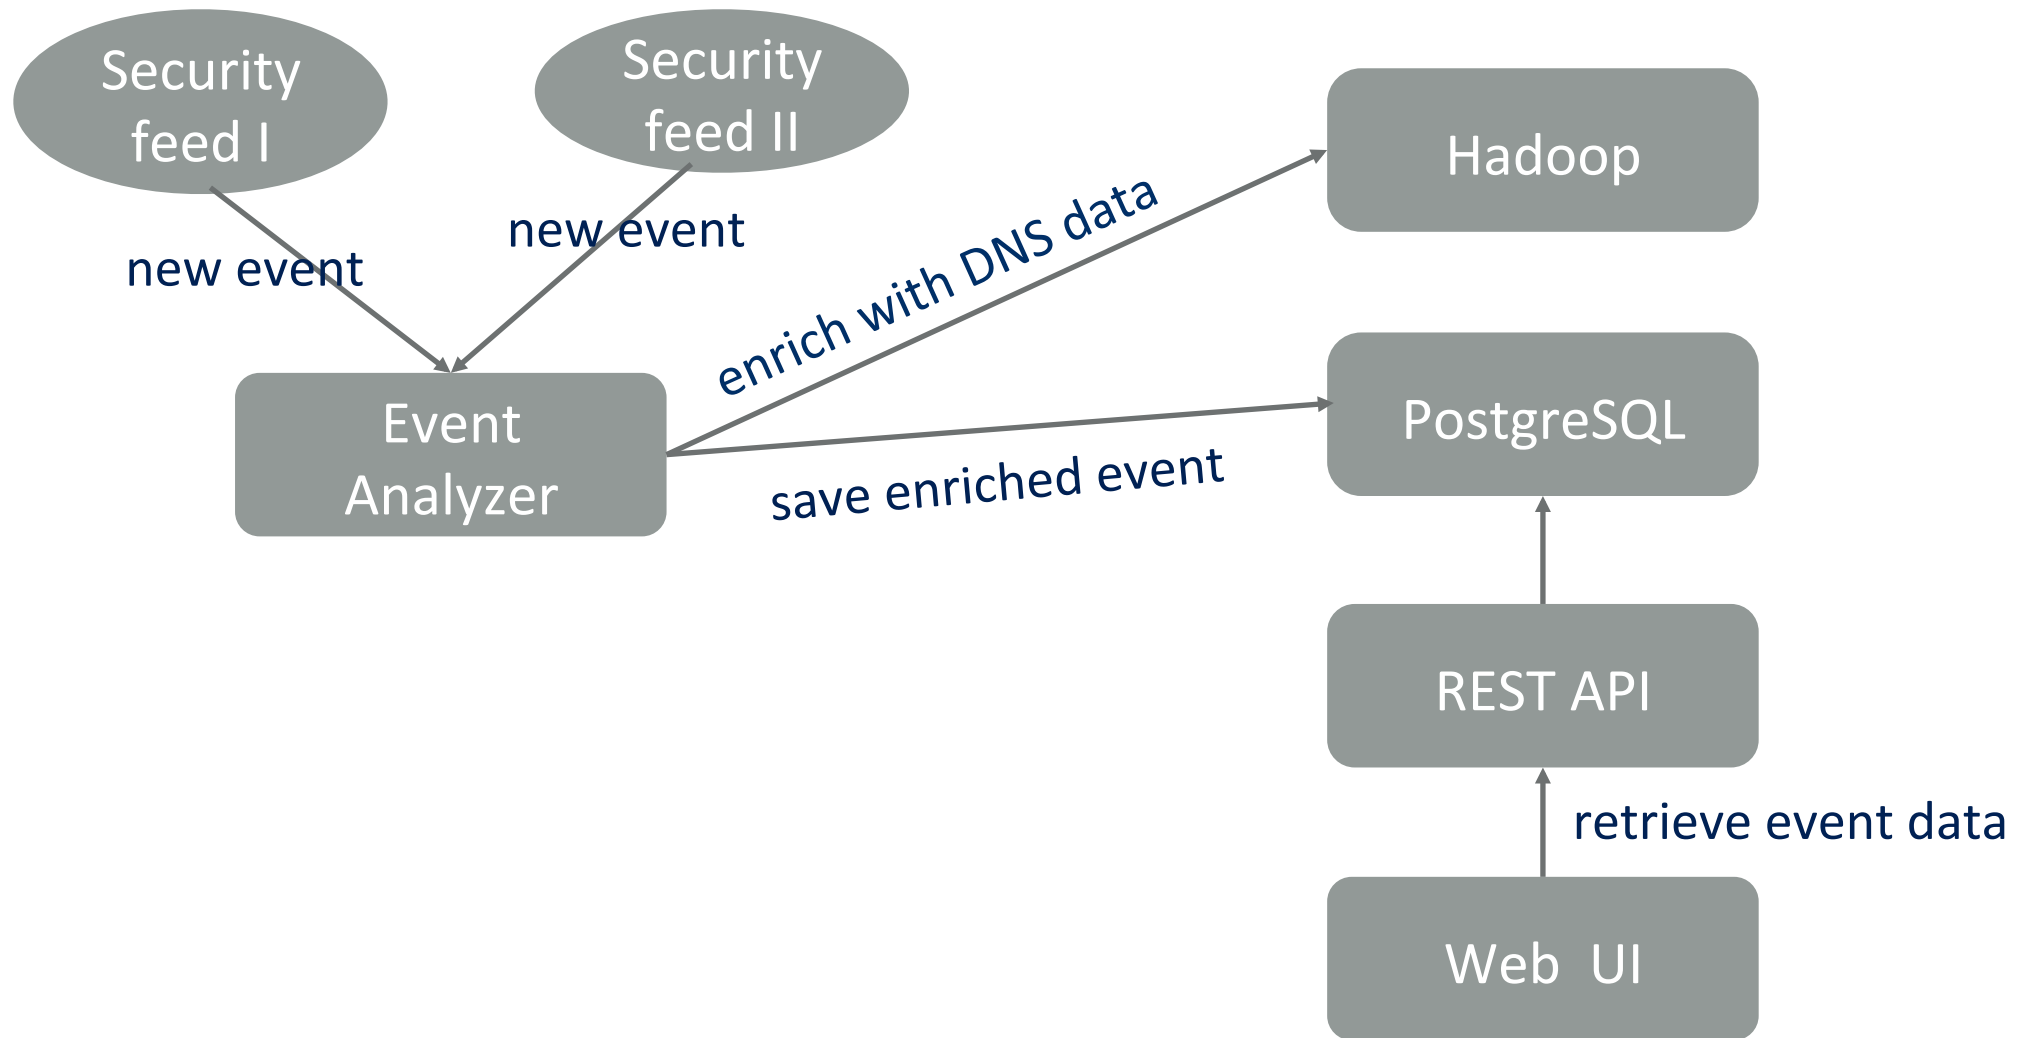 Security
feed I
Security
feed II
new event
new event
Hadoop
enrich with DNS data
Event
Analyzer
PostgreSQL
save enriched event
REST API
retrieve event data
Web  UI